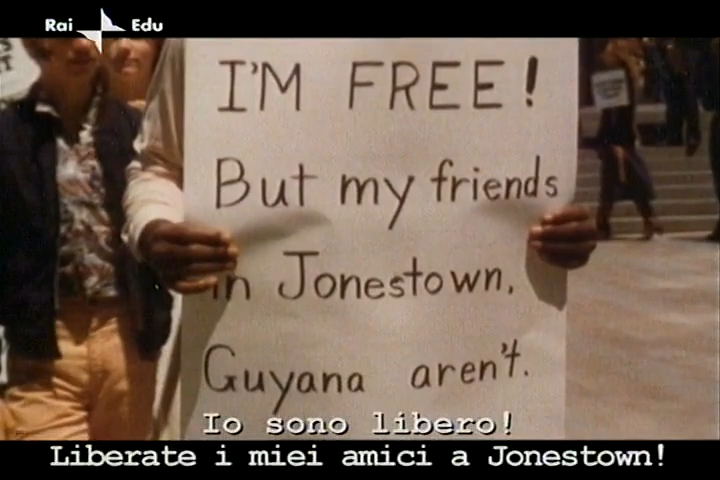 Rai Edu
I'M FREE!
But my friends
in Jonestown,
Guyana aren't.
Io sono libero!
Liberate i miei amici a Jonestown!